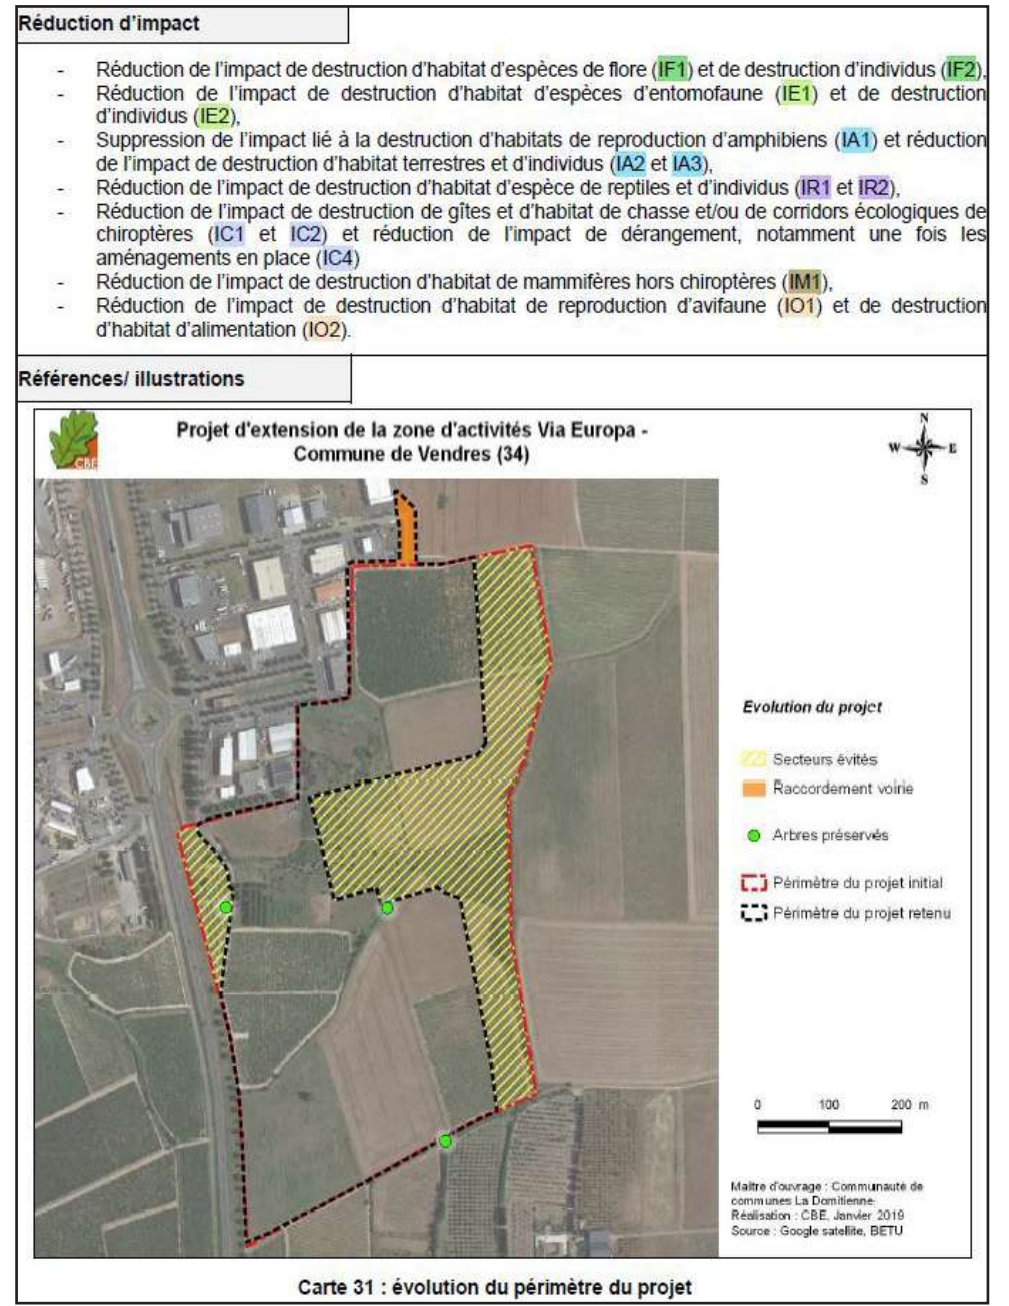 Réduction d'impact
- Réduction de l'impact de destruction d'habitat d'espèces de flore (IF1) et de destruction d'individus (IF2),
- Réduction de l'impact de destruction d'habitat d'espèces d'entomofaune (IE1) et de destruction
d'individus (IE2),
- Suppression de l'impact lié à la destruction d'habitats de reproduction d'amphibiens (IA1) et réduction
de l'impact de destruction d'habitat terrestres et d'individus (IA2 et IA3),
- Réduction de l'impact de destruction d'habitat d'espèce de reptiles et d'individus (IR1 et IR2),
- Réduction de l'impact de destruction de gîtes et d'habitat de chasse et/ou de corridors écologiques de
chiroptères (IC1 et IC2) et réduction de l'impact de dérangement, notamment une fois les
aménagements en place (IC4)
- Réduction de l'impact de destruction d'habitat de mammifères hors chiroptères (IM1),
- Réduction de l'impact de destruction d'habitat de reproduction d'avifaune (IO1) et de destruction
d'habitat d'alimentation (IO2).
Références/ illustrations
CBE
Projet d'extension de la zone d'activités Via Europa -
Commune de Vendres (34)
N
W E
S
Evolution du projet
Secteurs évités
Raccordement voirie
Arbres préservés
Périmètre du projet initial
Périmètre du projet retenu
0 100 200 m
Maître d'ouvrage : Communauté de
communes La Domitienne
Réalisation : CBE, Janvier 2019
Source : Google satellite, BETU
Carte 31 : évolution du périmètre du projet